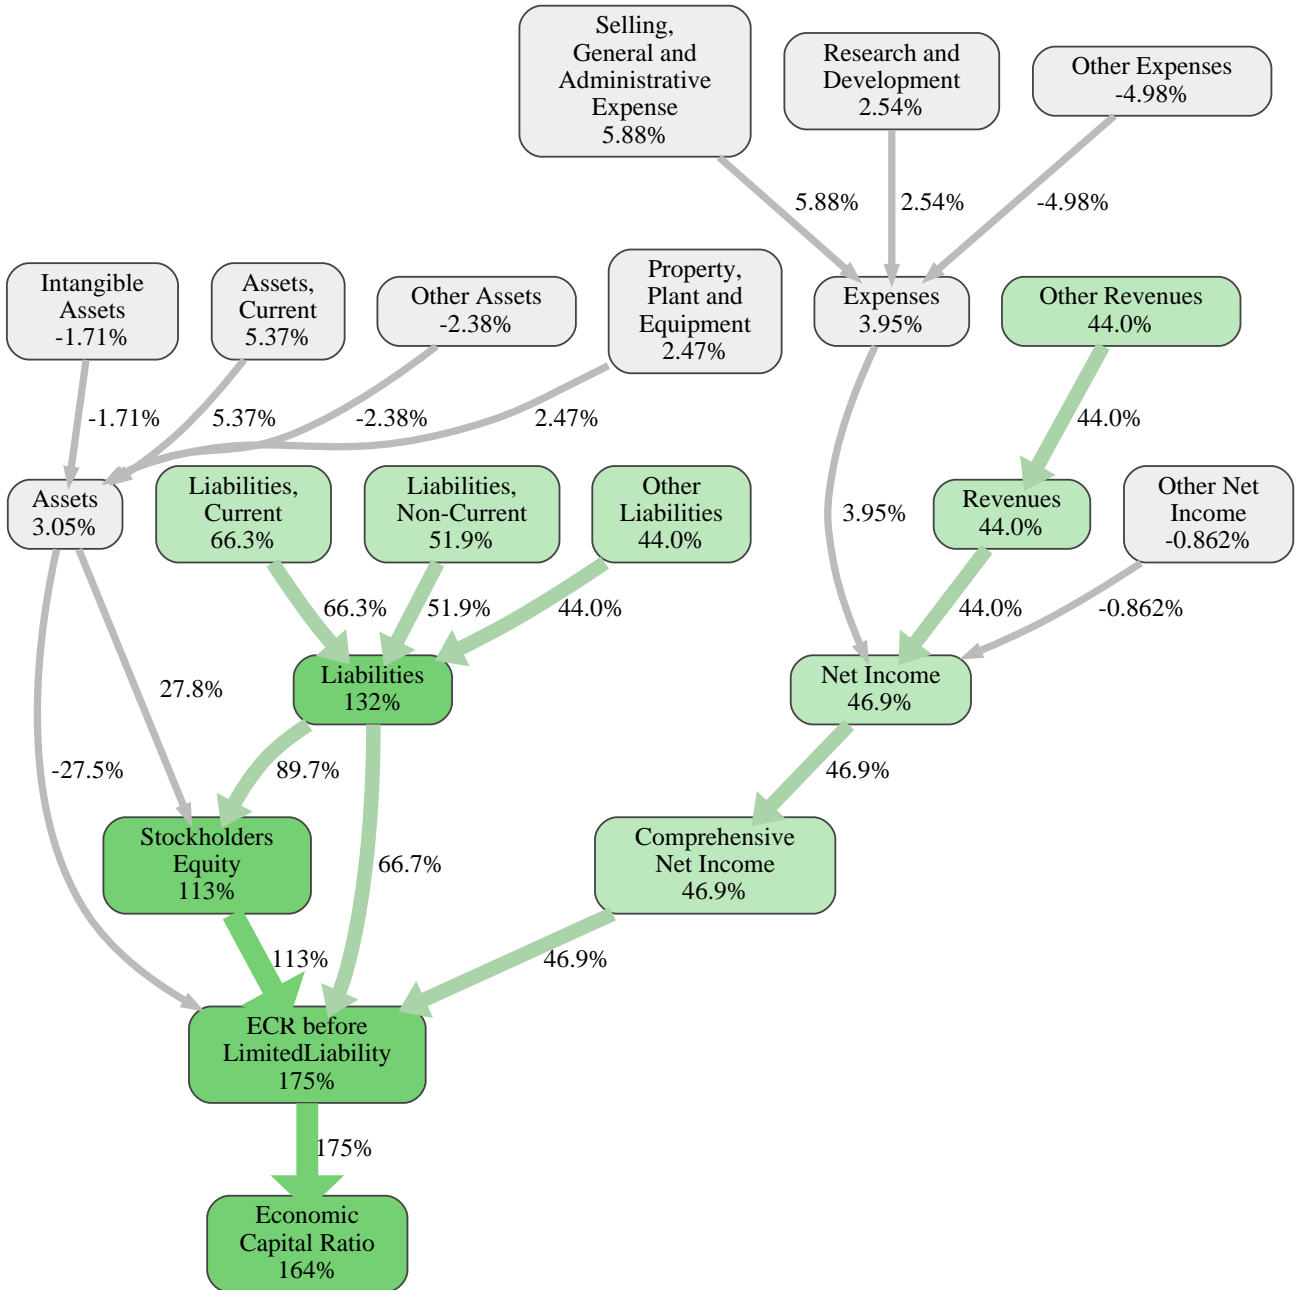 Selling,
General and
Administrative
Expense
5.88%
Research and
Development
2.54%
Other Expenses
-4.98%
5.88%
2.54%
-4.98%
Intangible
Assets
-1.71%
Assets,
Current
5.37%
Other Assets
-2.38%
Property,
Plant and
Equipment
2.47%
Expenses
3.95%
Other Revenues
44.0%
-1.71%
5.37%
-2.38%
2.47%
44.0%
Assets
3.05%
Liabilities,
Current
66.3%
Liabilities,
Non-Current
51.9%
Other
Liabilities
44.0%
3.95%
Revenues
44.0%
Other Net
Income
-0.862%
66.3%
51.9%
44.0%
44.0%
-0.862%
27.8%
Liabilities
132%
Net Income
46.9%
-27.5%
89.7%
46.9%
Stockholders
Equity
113%
66.7%
Comprehensive
Net Income
46.9%
113%
46.9%
ECR before
LimitedLiability
175%
175%
Economic
Capital Ratio
164%